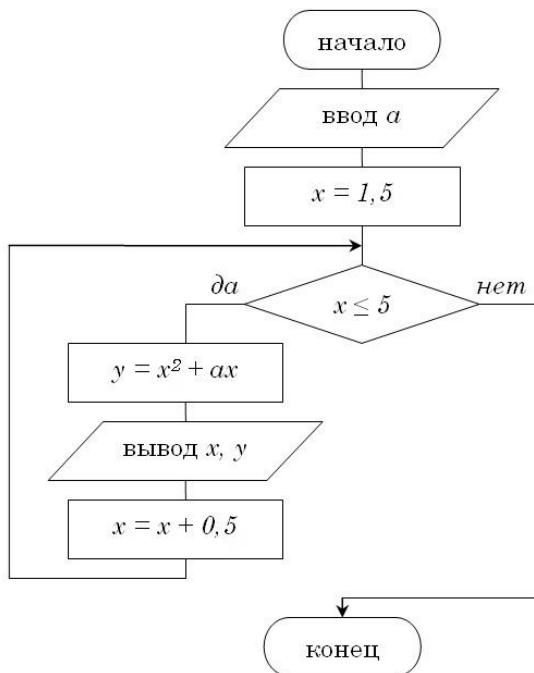 начало
ввод a
x = 1,5
да
нет
x ≤ 5
y = x² + ax
вывод x, y
x = x + 0,5
конец